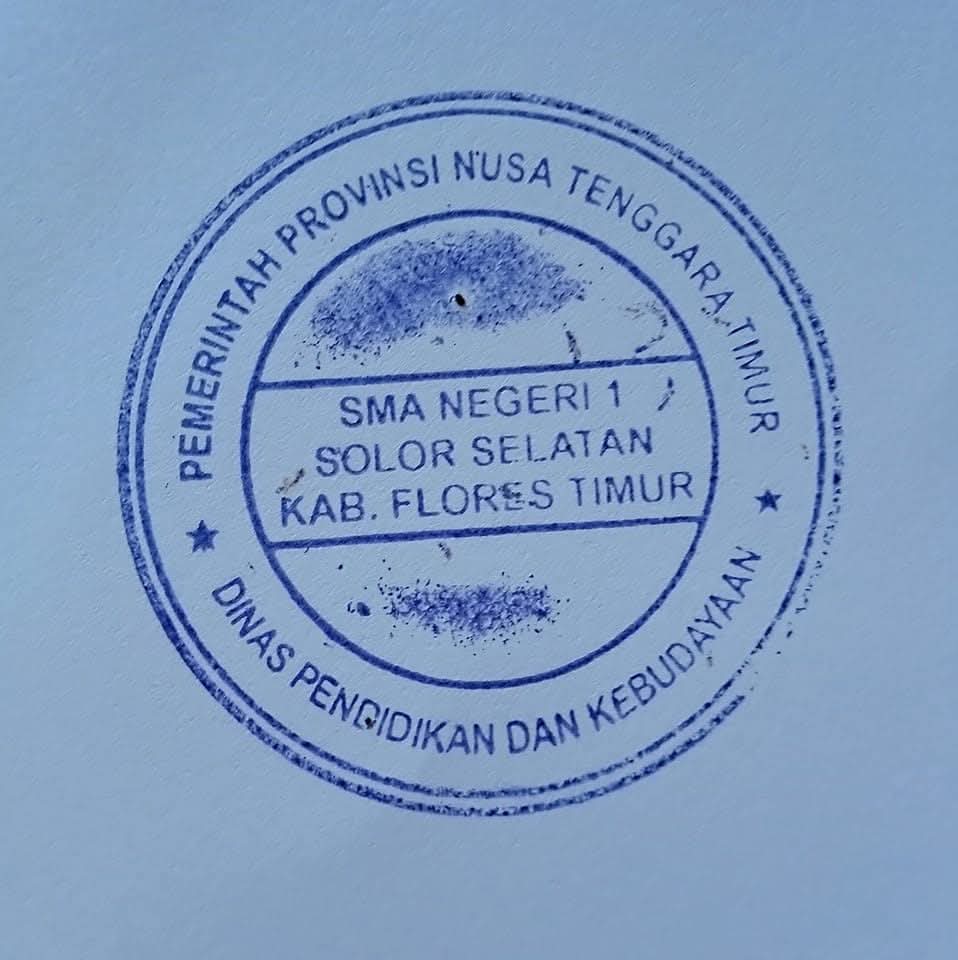 PEMERINTAH PROVINSI NUSA TENGGARA TIMUR
SMA NEGERI 1
SOLOR SELATAN
KAB. FLORES TIMUR
DINAS PENDIDIKAN DAN KEBUDAYAAN